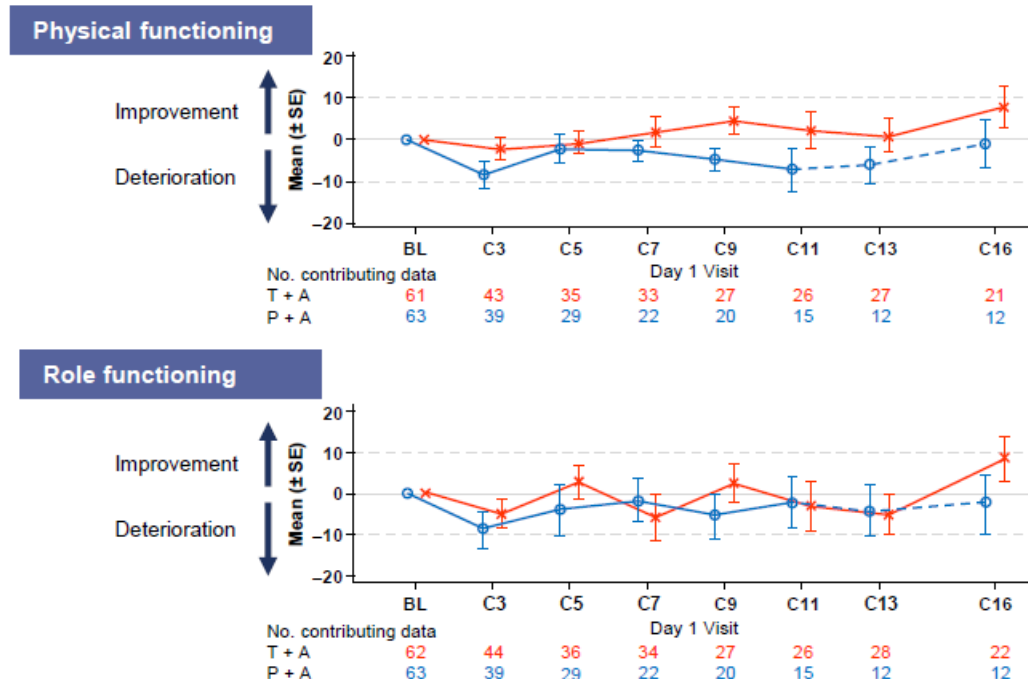 Physical functioning
Improvement
Deterioration
Mean (± SE)
20
10
0
–10
–20
BL C3 C5 C7 C9 C11 C13 C16
No. contributing data Day 1 Visit
T + A 61 43 35 33 27 26 27 21
P + A 63 39 29 22 20 15 12 12
Role functioning
Improvement
Deterioration
Mean (± SE)
20
10
0
–10
–20
BL C3 C5 C7 C9 C11 C13 C16
No. contributing data Day 1 Visit
T + A 62 44 36 34 27 26 28 22
P + A 63 39 29 22 20 15 12 12